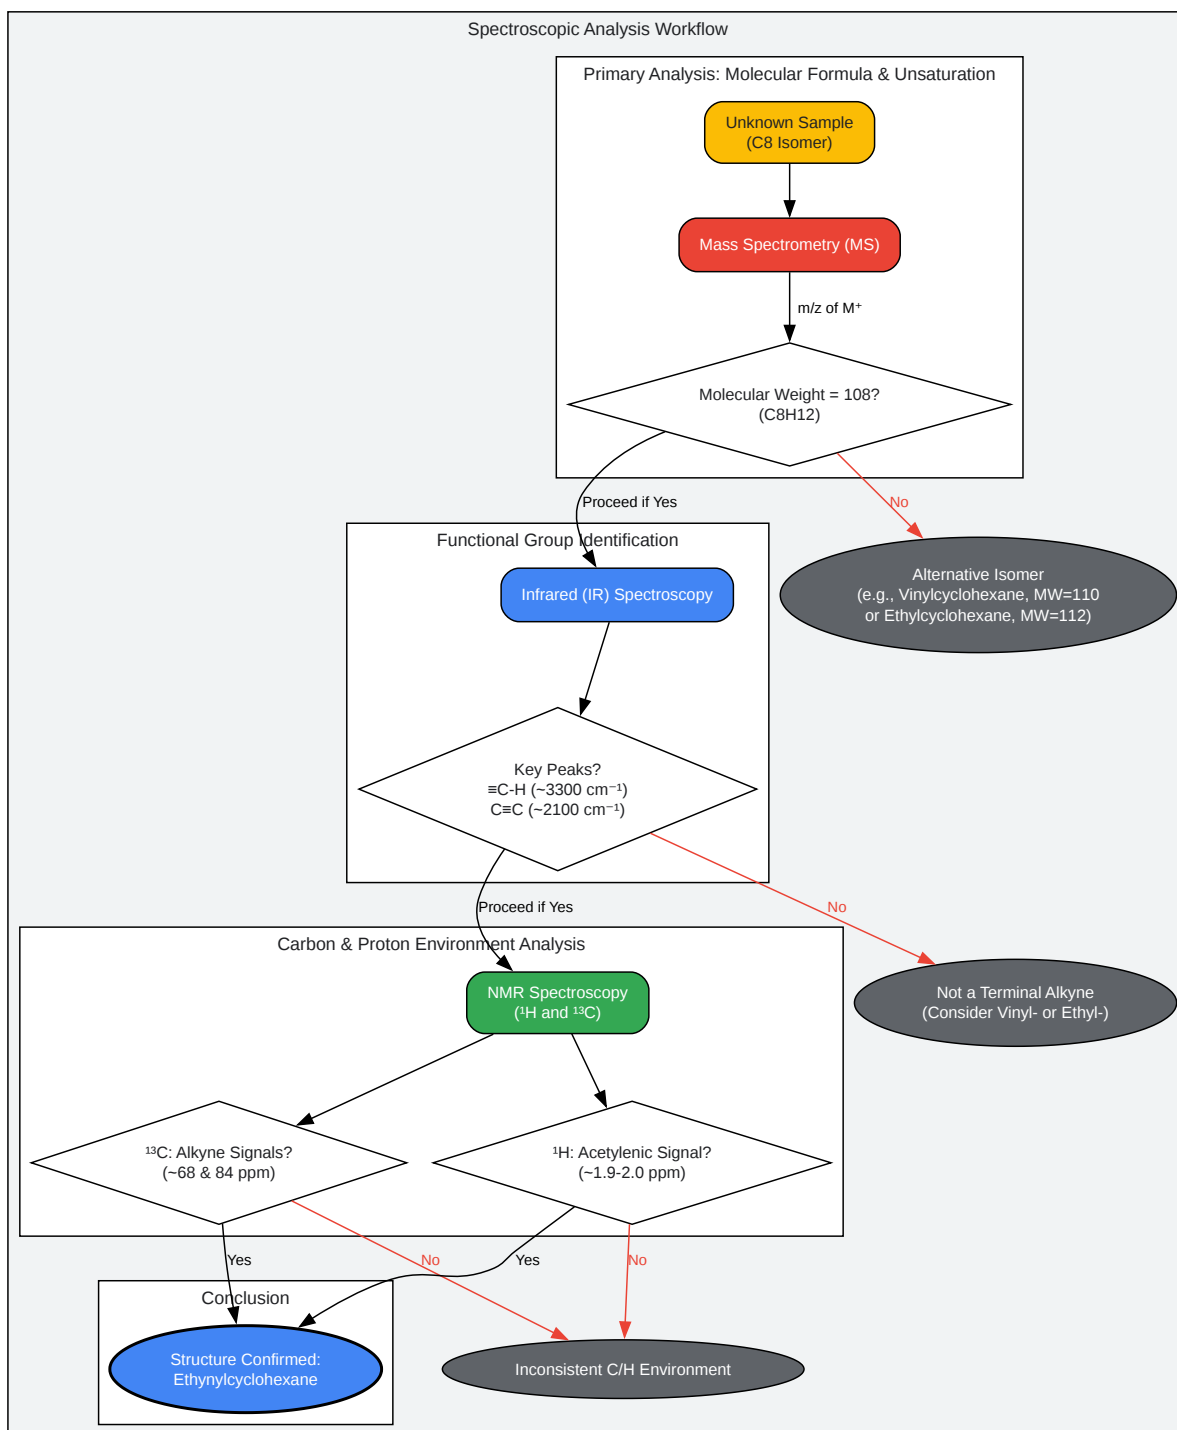 Spectroscopic Analysis Workflow
Primary Analysis: Molecular Formula & Unsaturation
Unknown Sample
(C8 Isomer)
Mass Spectrometry (MS)
m/z of M⁺
Molecular Weight = 108?
(C8H12)
Proceed if Yes
No
Functional Group Identification
Infrared (IR) Spectroscopy
Alternative Isomer
(e.g., Vinylcyclohexane, MW=110
or Ethylcyclohexane, MW=112)
Key Peaks?
≡C-H (~3300 cm⁻¹)
C≡C (~2100 cm⁻¹)
Proceed if Yes
No
Carbon & Proton Environment Analysis
NMR Spectroscopy
(¹H and ¹³C)
Not a Terminal Alkyne
(Consider Vinyl- or Ethyl-)
¹³C: Alkyne Signals?
(~68 & 84 ppm)
¹H: Acetylenic Signal?
(~1.9-2.0 ppm)
Yes
No
Yes
No
Conclusion
Structure Confirmed:
Ethynylcyclohexane
Inconsistent C/H Environment